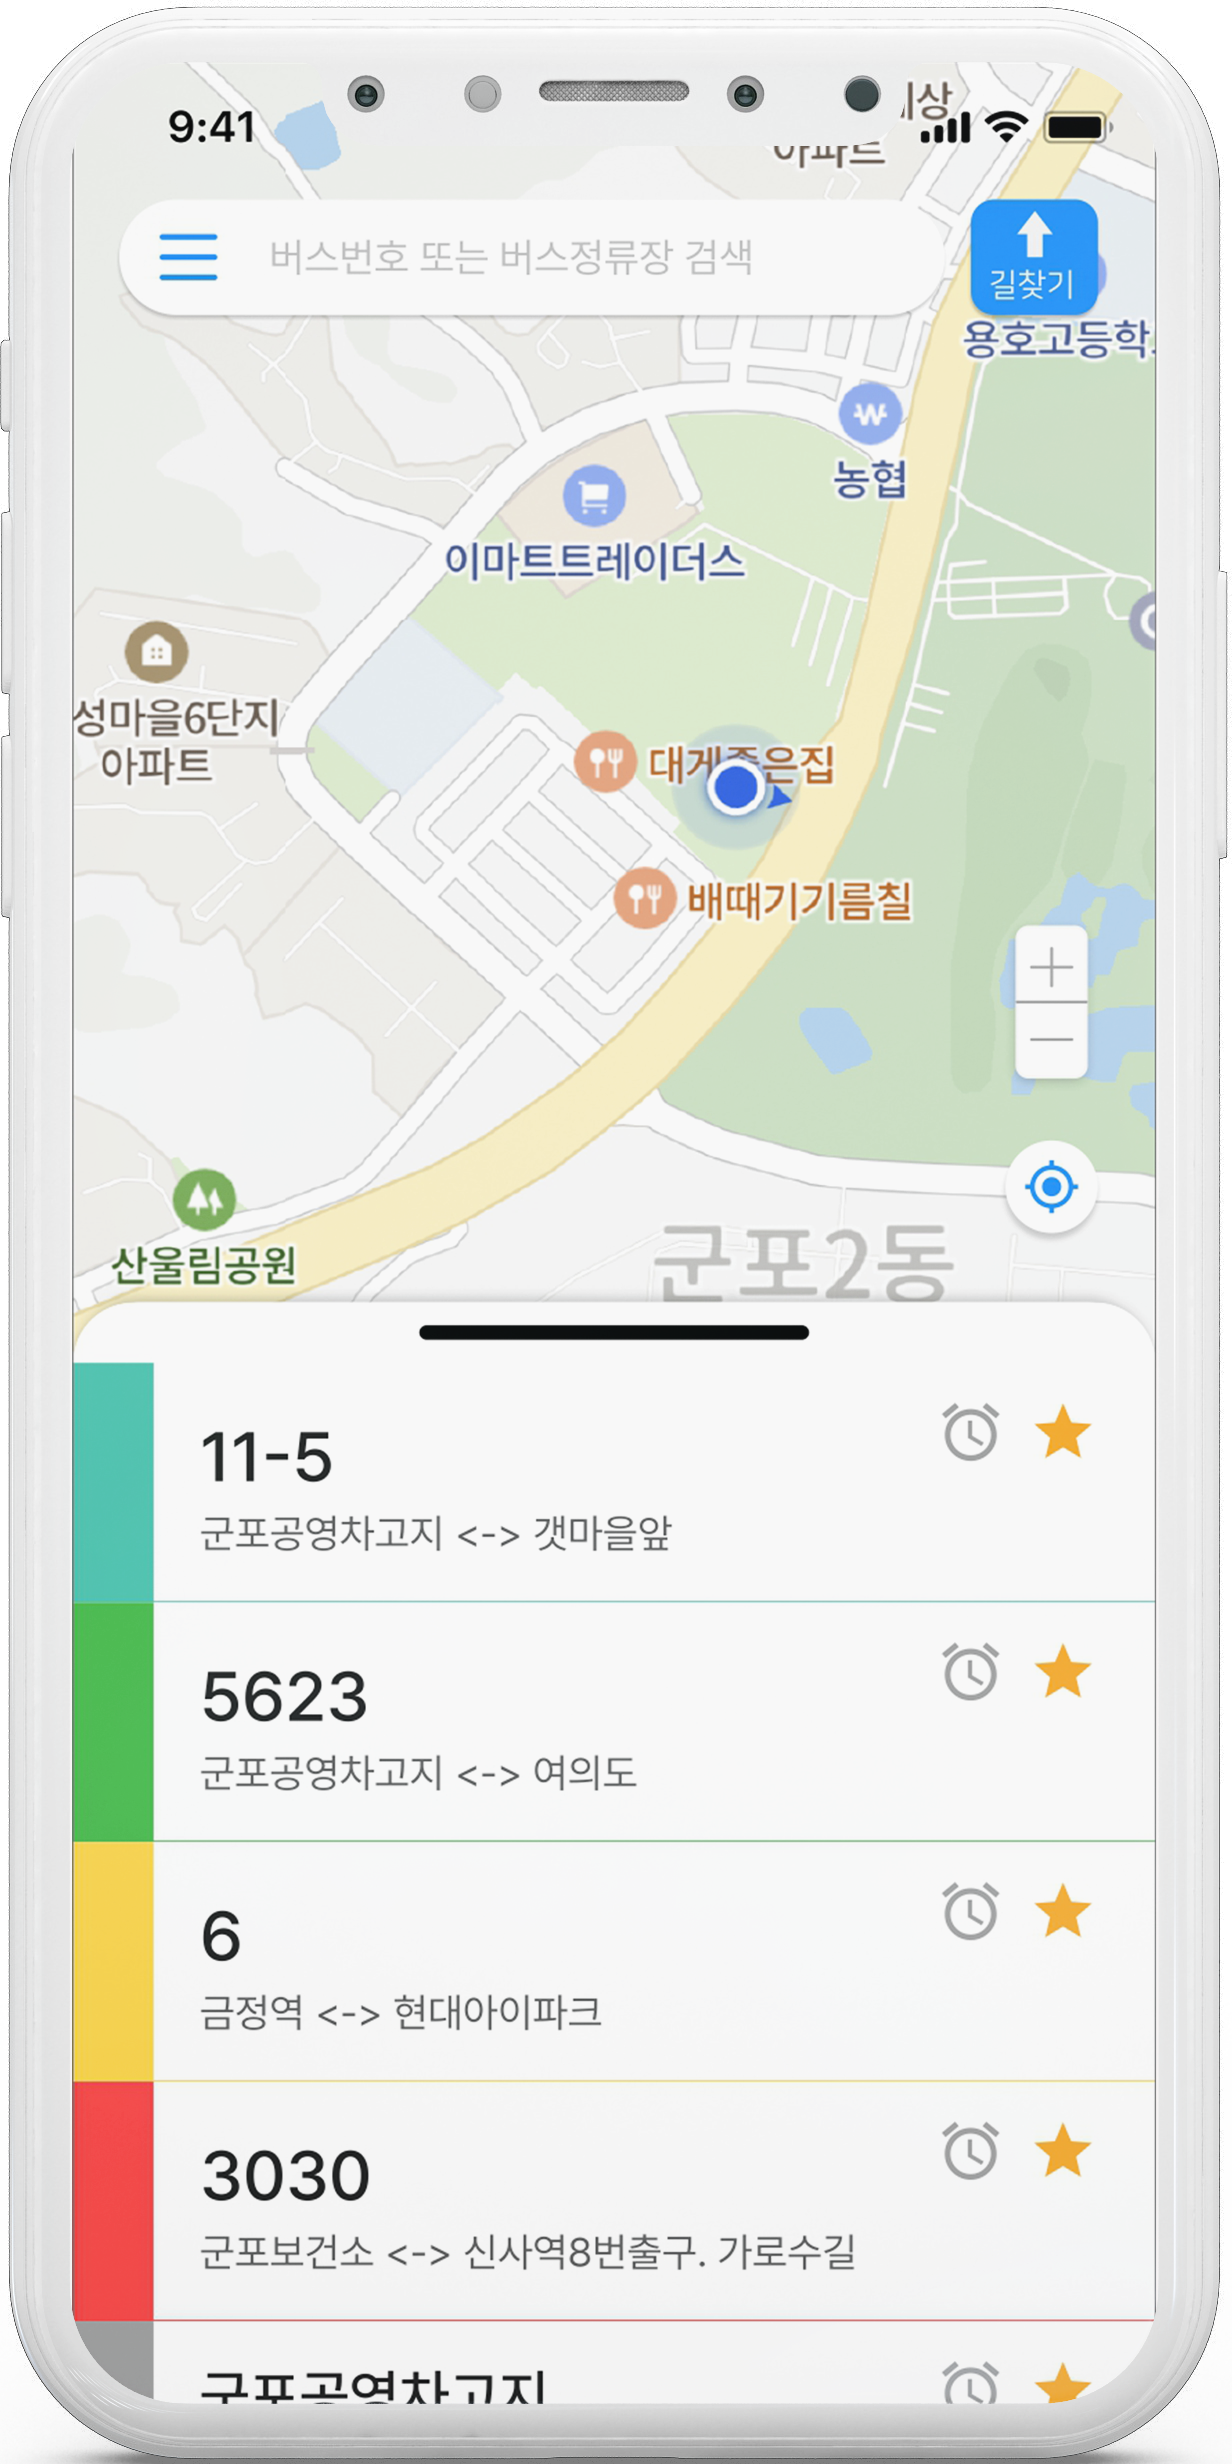 9:41
아파트
버스번호 또는 버스정류장 검색
길찾기
용호고등학
농협
이마트트레이더스
성마을6단지
아파트
배때기기름칠
산울림공원
군포2동
11-5
군포공영차고지 <-> 갯마을앞
5623
군포공영차고지 <-> 여의도
6
금정역 <-> 현대아이파크
3030
군포보건소 <-> 신사역8번출구. 가로수길
군포공영차고지